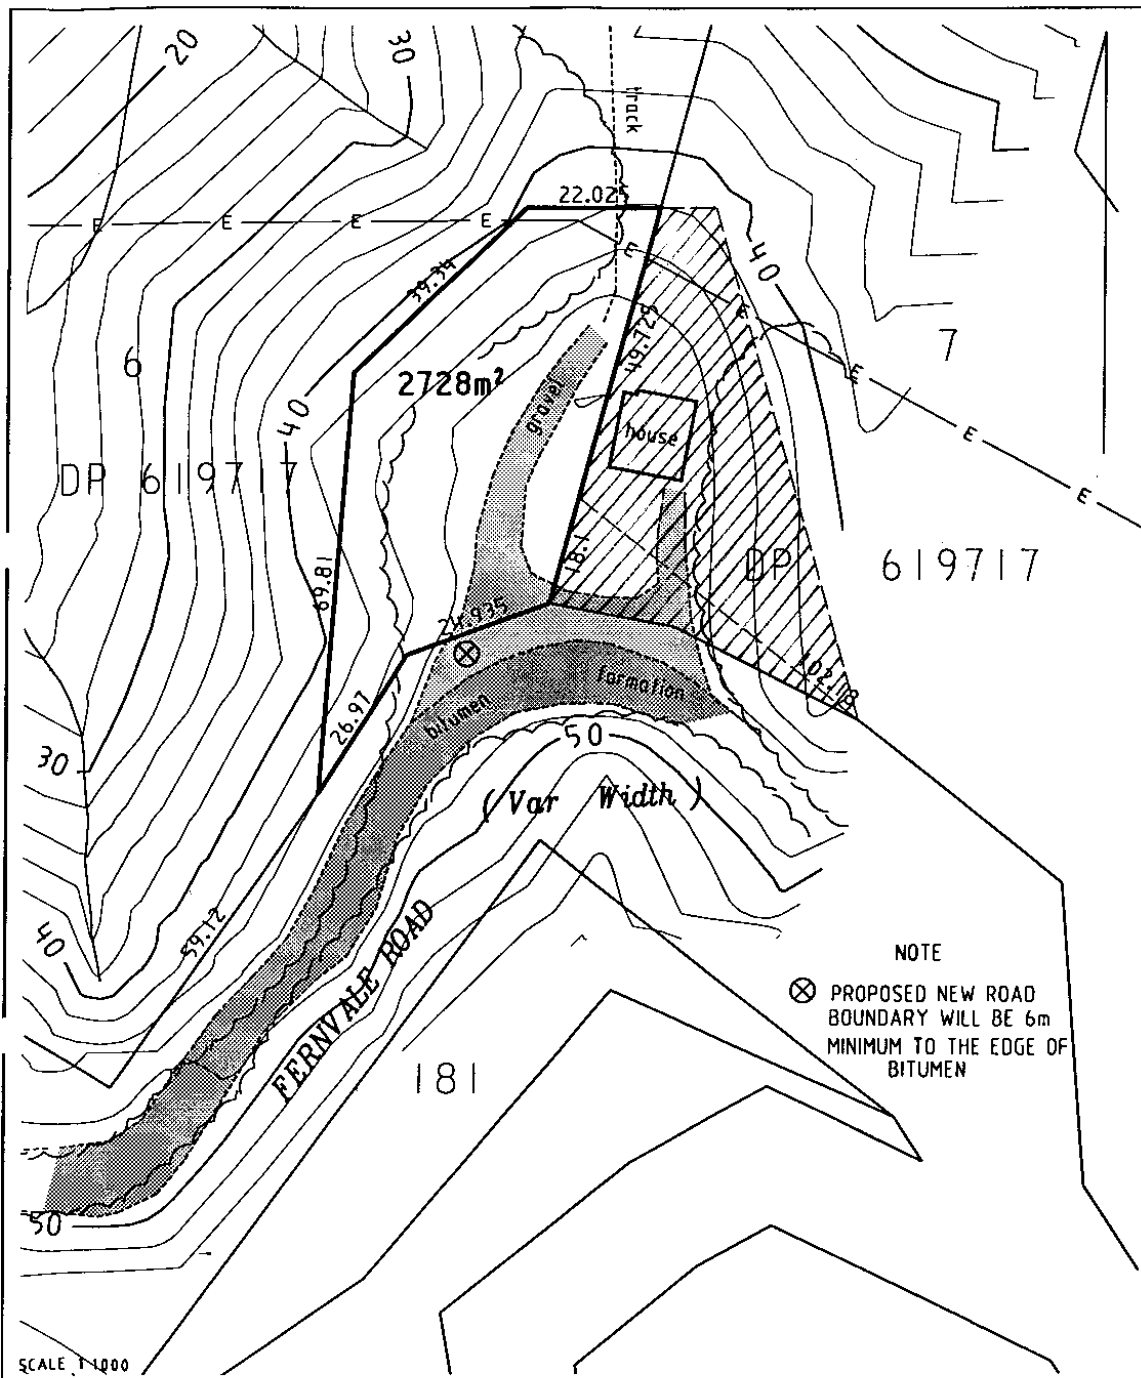 20
30
track
22.025
E E E E
E
39.34
40
E
49.729
6
7
2728m²
E
gravel
40
house
E
DP 619717
E
18.1
DP 619717
69.81
24.935
formation
26.97
bitumen
30
50
( Var Width )
59.12
40
FERNVALE ROAD
NOTE
⊗ PROPOSED NEW ROAD
BOUNDARY WILL BE 6m
MINIMUM TO THE EDGE OF
BITUMEN
181
50
SCALE 1:1000